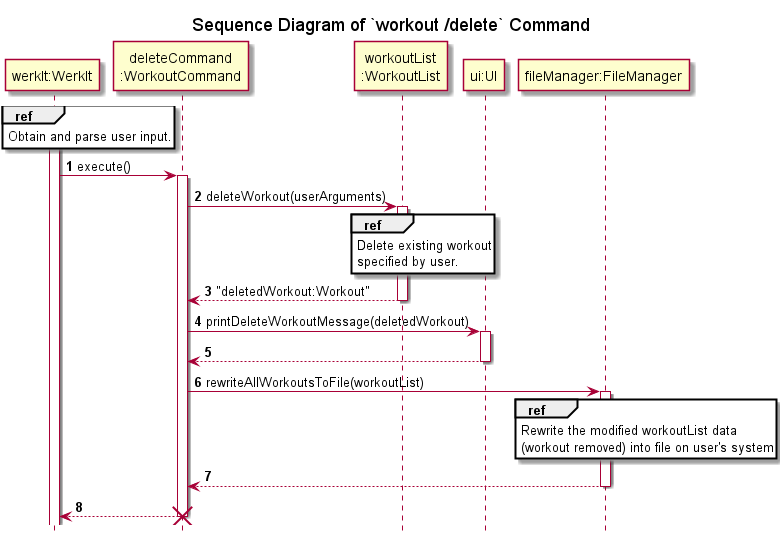 Sequence Diagram of `workout /delete` Command
werkIt:WerkIt
deleteCommand
:WorkoutCommand
workoutList
:WorkoutList
ui:UI
fileManager:FileManager
ref
Obtain and parse user input.
1 execute()
2 deleteWorkout(userArguments)
ref
Delete existing workout
specified by user.
3 "deletedWorkout:Workout"
4 printDeleteWorkoutMessage(deletedWorkout)
5
6 rewriteAllWorkoutsToFile(workoutList)
ref
Rewrite the modified workoutList data
(workout removed) into file on user's system
7
8